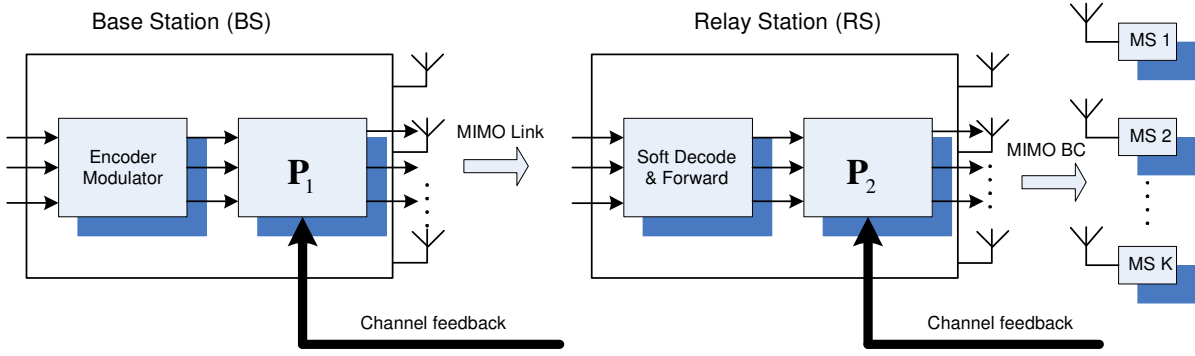 Base Station (BS)
Relay Station (RS)
MS 1
Encoder
Modulator
P1
MIMO Link
Soft Decode
& Forward
P2
MIMO BC
MS 2
MS K
Channel feedback
Channel feedback